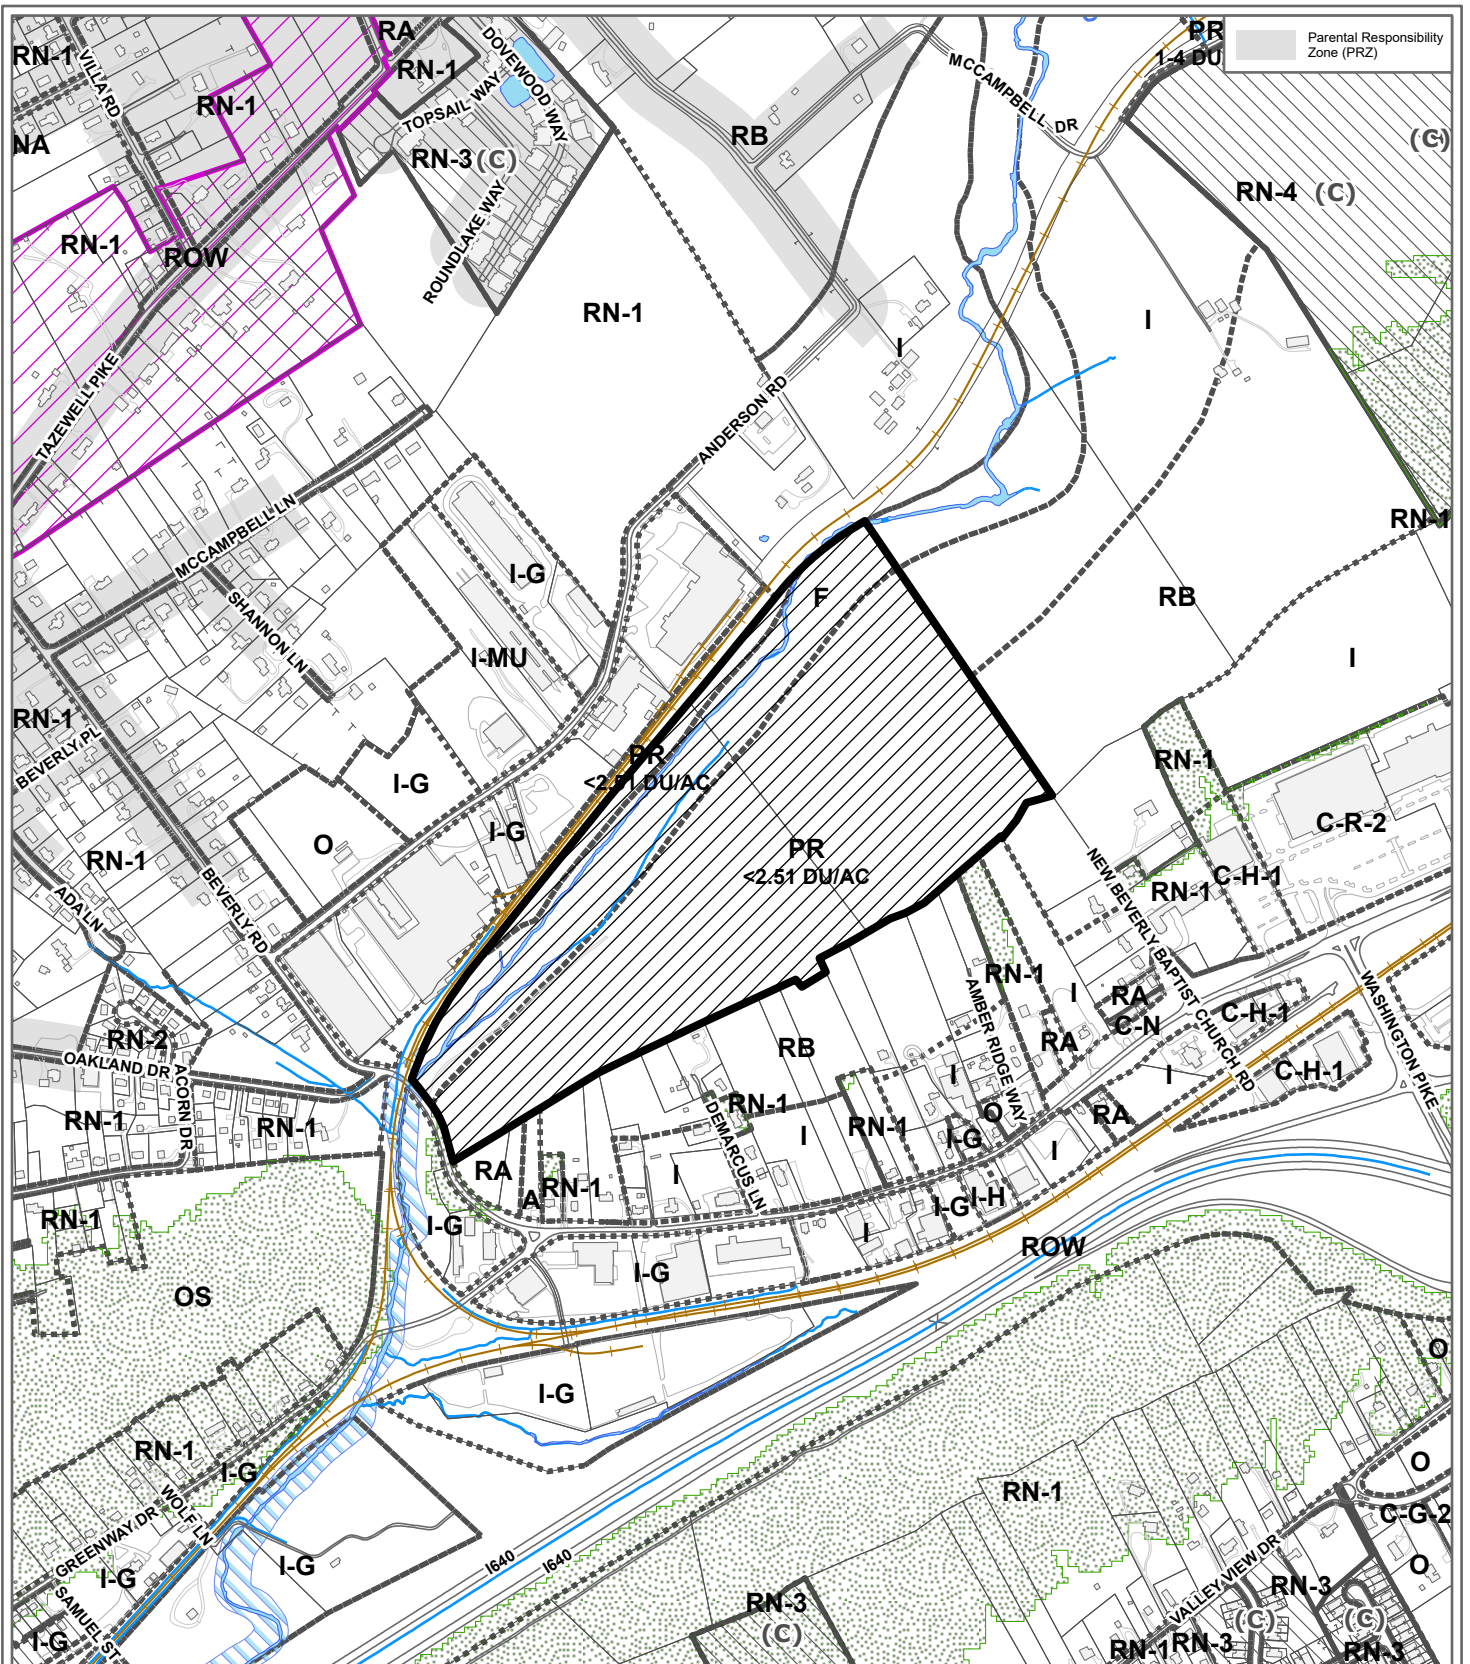 RA
PR
1-4 DU
Parental Responsibility
Zone (PRZ)
RN-1
VILLA RD
RN-1
DOVEWOOD WAY
MCCAMPBELL DR
RN-1
TOPSAIL WAY
RB
(C)
NA
RN-3 (C)
RN-4 (C)
RN-1
ROW
ROUNDLAKE WAY
RN-1
I
I
TAZEWELL PIKE
ANDERSON RD
RN-1
MCCAMPBELL LN
I-G
F
RB
SHANNON LN
I-MU
I
RN-1
BEVERLY PL
PR
<2.51 DU/AC
RN-1
I-G
C-R-2
I-G
O
PR
<2.51 DU/AC
RN-1
C-H-1
RN-1
ADA LN
BEVERLY RD
NEW BEVERLY BAPTIST CHURCH RD
RN-1
AMBER RIDGE WAY
I
RA
C-N
C-H-1
WASHINGTON PIKE
RN-2
OAKLAND DR
ACORN DR
RB
RA
I
I
C-H-1
RN-1
RN-1
RN-1
DEMARCUS LN
I
RN-1
O
I-G
RA
I
RA
A
RN-1
I
I-G
I-H
RN-1
I-G
I
ROW
I-G
OS
O
I-G
RN-1
I-G
WOLF LN
GREENWAY DR
I-G
SAMUEL ST
I-G
I-G
I640
I640
RN-1
O
C-G-2
O
VALLEY VIEW DR
RN-3
RN-3
(C)
(C)
(C)
RN-1
RN-3
RN-3